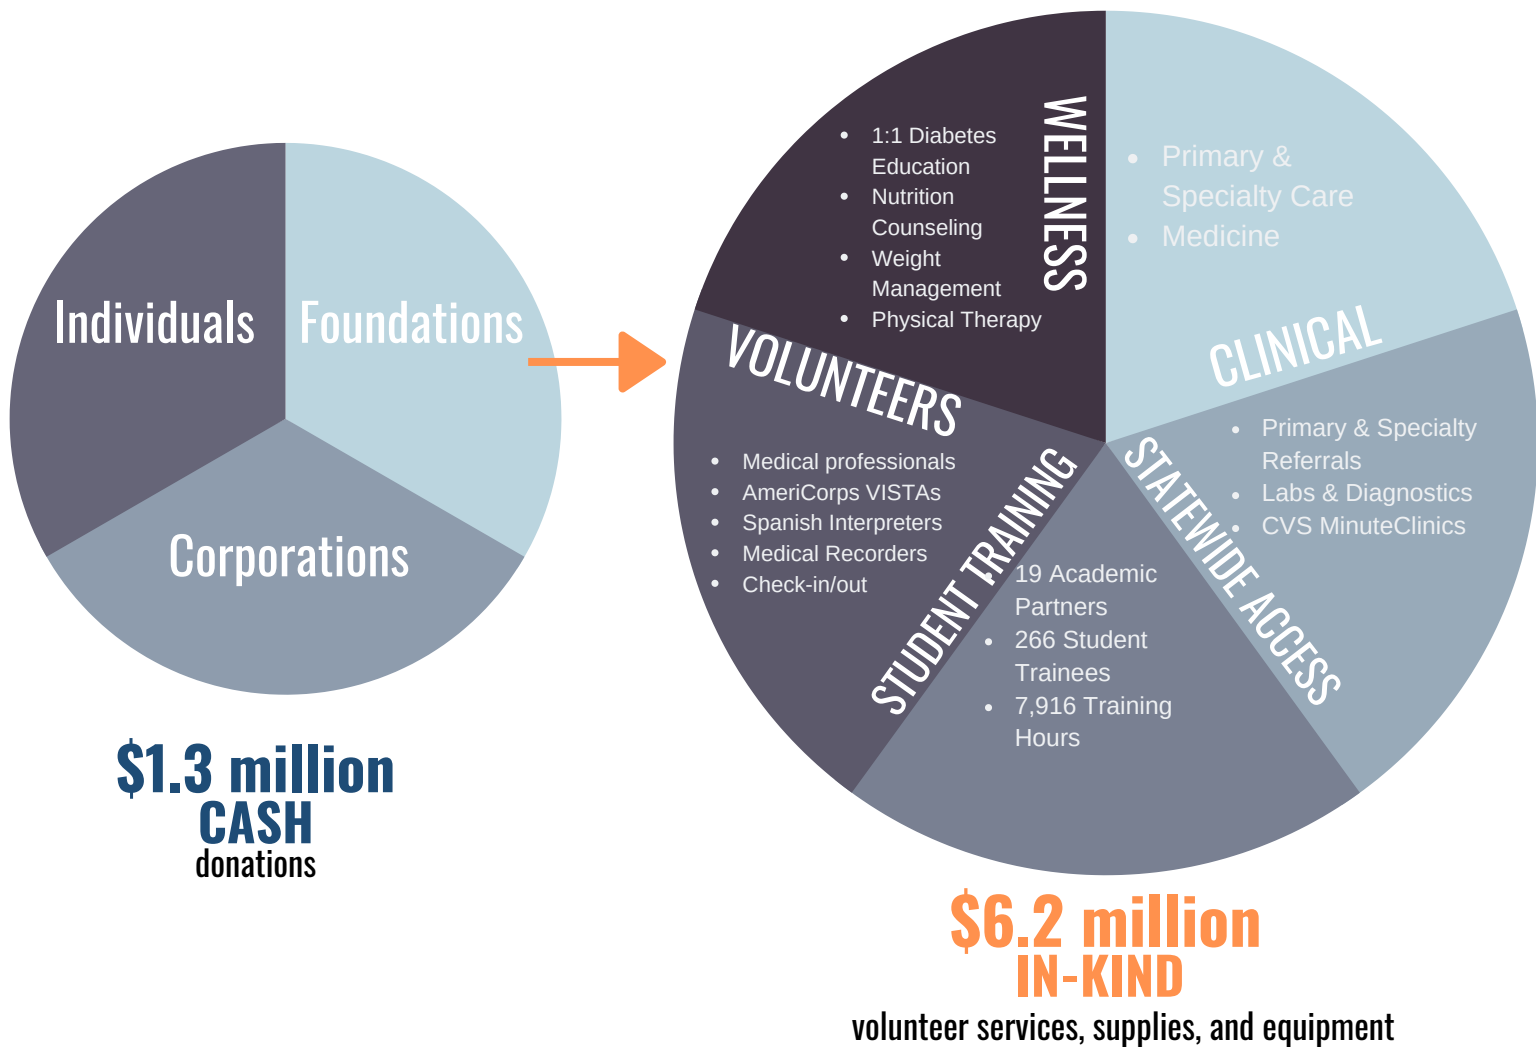 Individuals
Foundations
Corporations
$1.3 million
CASH
donations
WELLNESS
• 1:1 Diabetes
Education
• Nutrition
Counseling
• Weight
Management
• Physical Therapy
CLINICAL
• Primary &
Specialty Care
• Medicine
VOLUNTEERS
• Medical professionals
• AmeriCorps VISTAs
• Spanish Interpreters
• Medical Recorders
• Check-in/out
STUDENT TRAINING
• 19 Academic
Partners
• 266 Student
Trainees
• 7,916 Training
Hours
STATEWIDE ACCESS
• Primary & Specialty
Referrals
• Labs & Diagnostics
• CVS MinuteClinics
$6.2 million
IN-KIND
volunteer services, supplies, and equipment